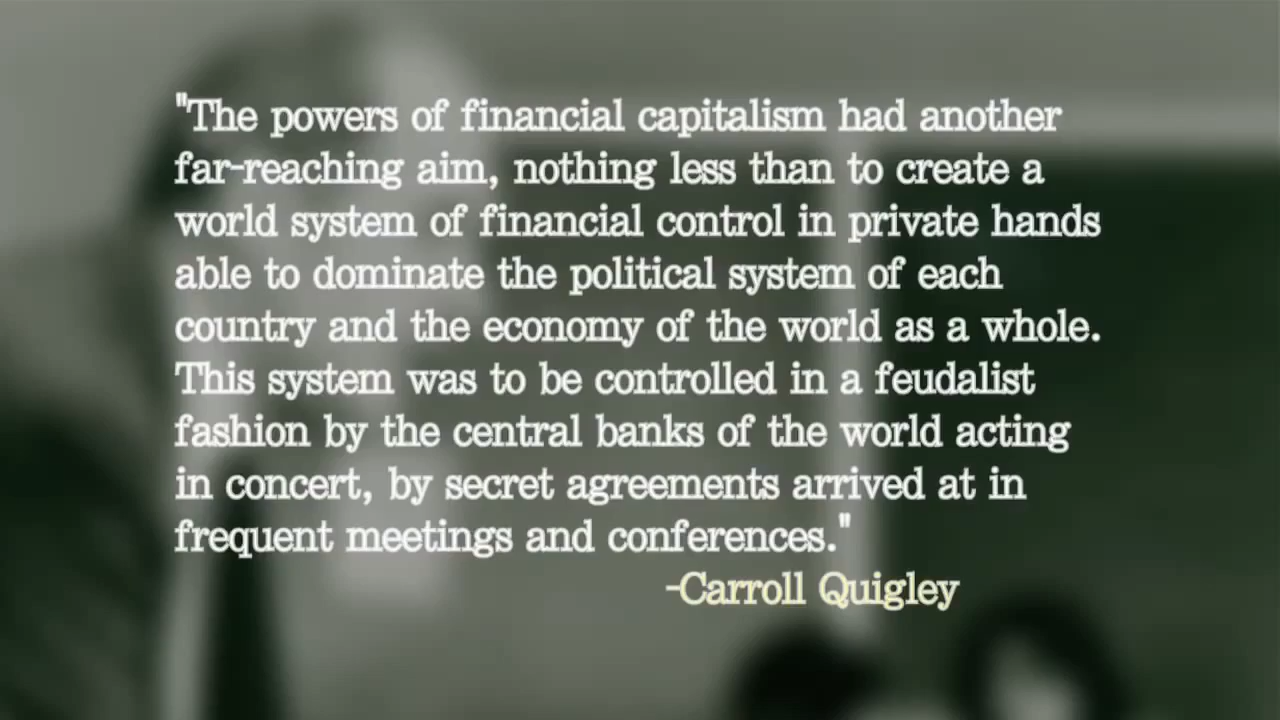 "The powers of financial capitalism had another
far-reaching aim, nothing less than to create a
world system of financial control in private hands
able to dominate the political system of each
country and the economy of the world as a whole.
This system was to be controlled in a feudalist
fashion by the central banks of the world acting
in concert, by secret agreements arrived at in
frequent meetings and conferences."
-Carroll Quigley